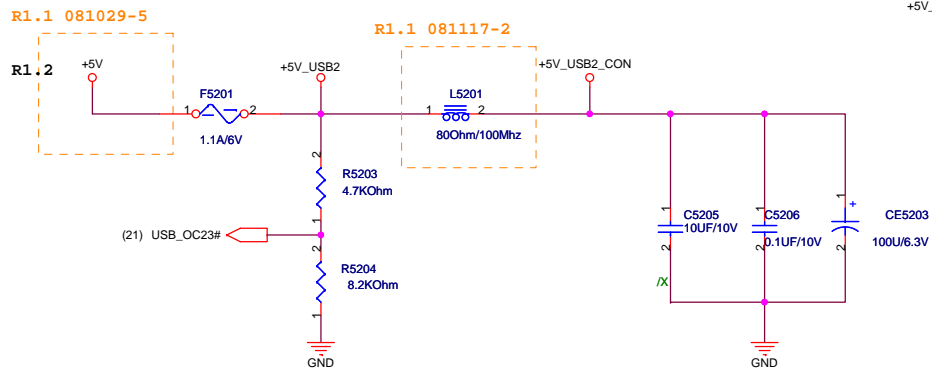 R1.1 081029-5
+5V_
R1.1 081117-2
R1.2
+5V
+5V_USB2
+5V_USB2_CON
F5201
L5201
1
2
1
2
1.1A/6V
80Ohm/100Mhz
2
R5203
4.7KOhm
1
1
1
1
+
C5205
C5206
CE5203
10UF/10V
0.1UF/10V
100U/6.3V
(21) USB_OC23#
2
2
2
2
R5204
8.2KOhm
/X
1
GND
GND